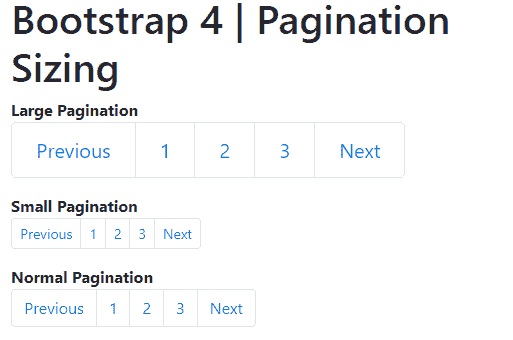 Bootstrap 4 | Pagination
Sizing
Large Pagination
Previous 1 2 3 Next
Small Pagination
Previous 1 2 3 Next
Normal Pagination
Previous 1 2 3 Next